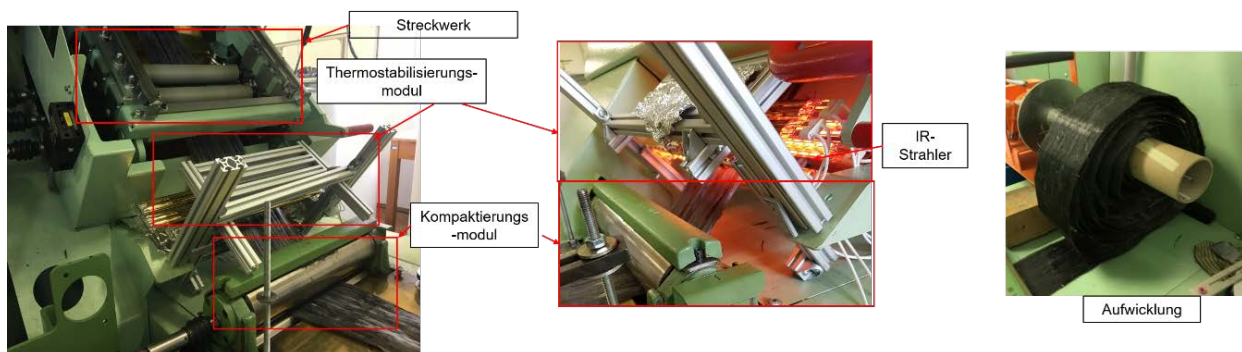 Streckwerk
Thermostabilisierungs-
modul
Kompaktierungs
-modul
IR-
Strahler
Aufwicklung